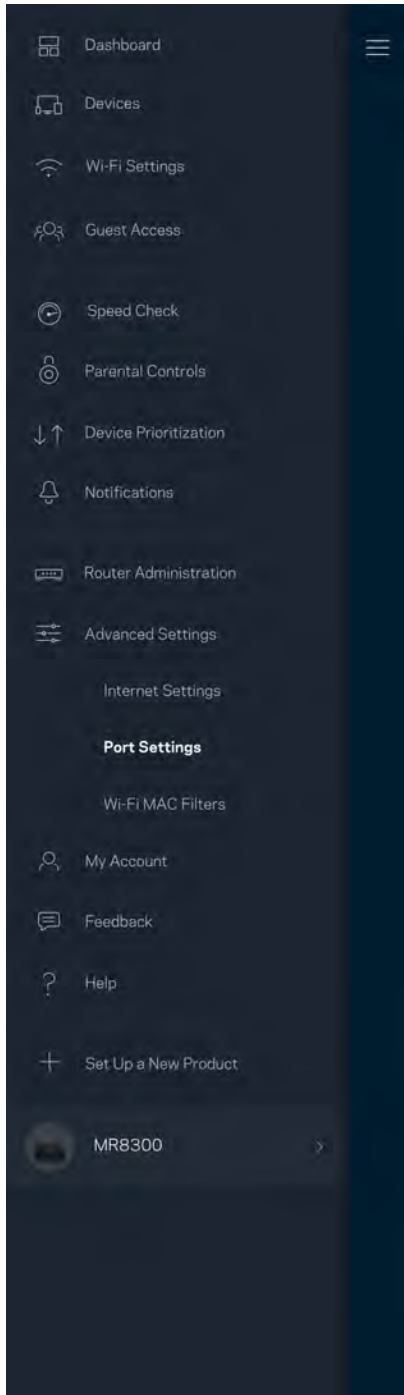 Dashboard
Devices
Wi-Fi Settings
Guest Access
Speed Check
Parental Controls
Device Prioritization
Notifications
Router Administration
Advanced Settings
Internet Settings
Port Settings
Wi-Fi MAC Filters
My Account
Feedback
Help
Set Up a New Product
MR8300